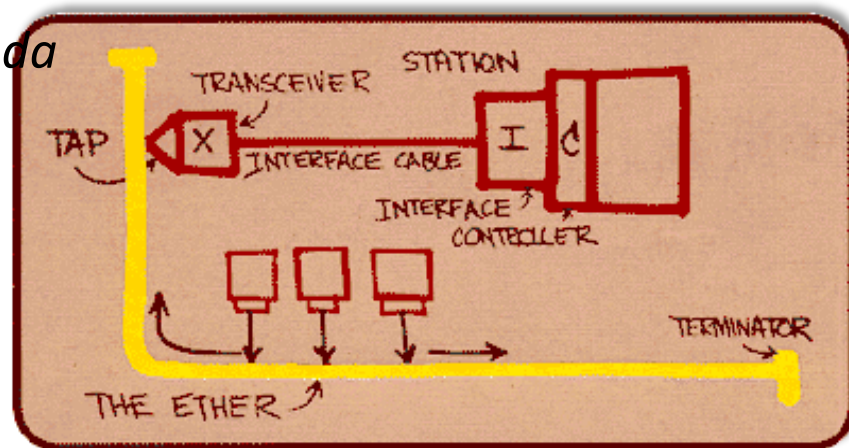 da
STATION
TRANSCEIVER
TAP
X
I
C
INTERFACE CABLE
INTERFACE
CONTROLLER
TERMINATOR
THE ETHER